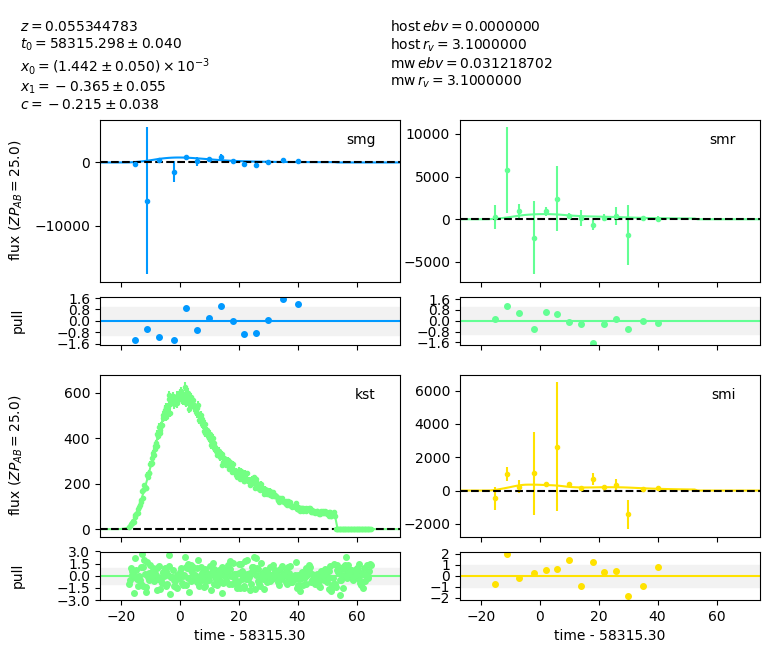 z = 0.055344783
t₀ = 58315.298 ± 0.040
x₀ = (1.442 ± 0.050) × 10⁻³
x₁ = −0.365 ± 0.055
c = −0.215 ± 0.038
host ebv = 0.0000000
host r_v = 3.1000000
mw ebv = 0.031218702
mw r_v = 3.1000000
smg
0
−10000
flux (ZP_AB = 25.0)
smr
10000
5000
0
−5000
1.6
0.8
0.0
−0.8
−1.6
pull
1.6
0.8
0.0
−0.8
−1.6
kst
600
400
200
0
flux (ZP_AB = 25.0)
smi
6000
4000
2000
0
−2000
3.0
1.5
0.0
−1.5
−3.0
pull
−20 0 20 40 60
time - 58315.30
2
1
0
−1
−2
−20 0 20 40 60
time - 58315.30